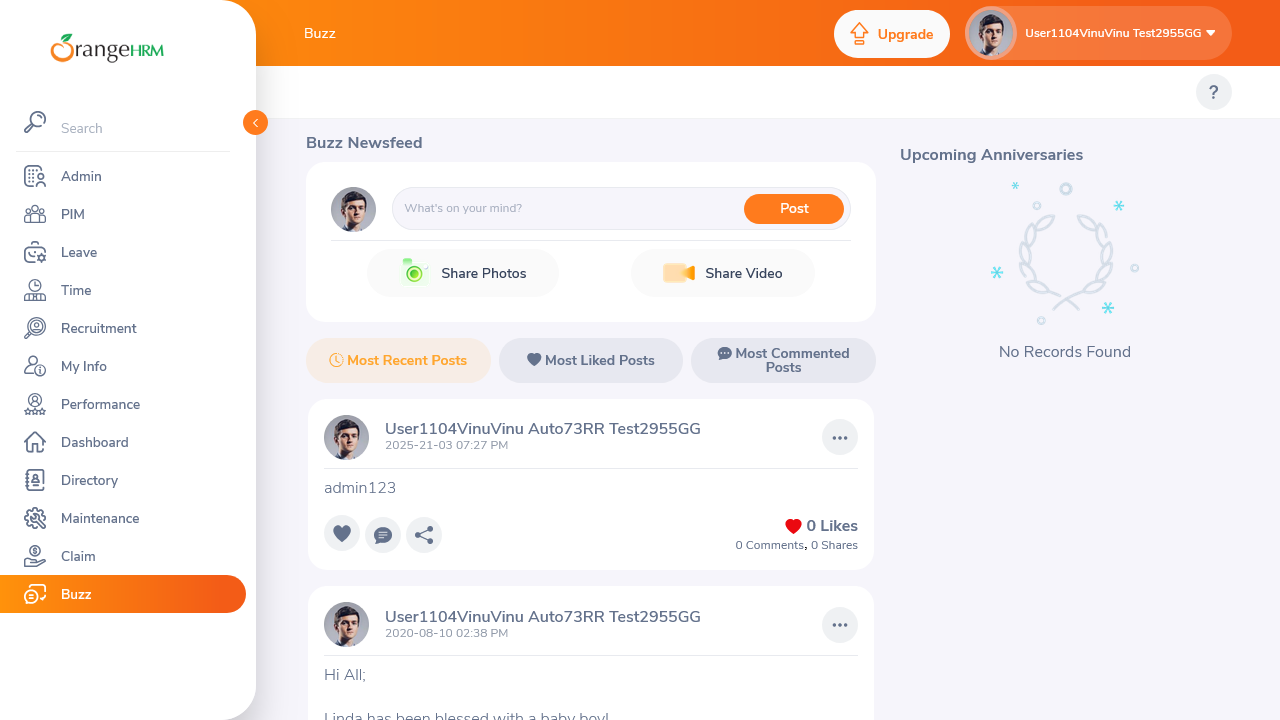 OrangeHRM
Search
Admin
PIM
Leave
Time
Recruitment
My Info
Performance
Dashboard
Directory
Maintenance
Claim
Buzz
Buzz
Upgrade
User1104VinuVinu Test2955GG
?
Buzz Newsfeed
What's on your mind?
Post
Share Photos
Share Video
Most Recent Posts
Most Liked Posts
Most Commented
Posts
User1104VinuVinu Auto73RR Test2955GG
2025-21-03 07:27 PM
admin123
0 Likes
0 Comments, 0 Shares
User1104VinuVinu Auto73RR Test2955GG
2020-08-10 02:38 PM
Hi All;
Linda has been blessed with a baby boy!
Upcoming Anniversaries
No Records Found